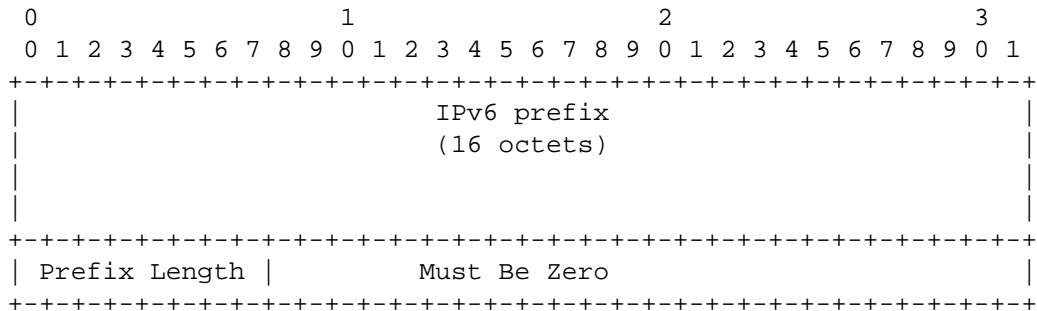 0                   1                   2                   3
 0 1 2 3 4 5 6 7 8 9 0 1 2 3 4 5 6 7 8 9 0 1 2 3 4 5 6 7 8 9 0 1
+-+-+-+-+-+-+-+-+-+-+-+-+-+-+-+-+-+-+-+-+-+-+-+-+-+-+-+-+-+-+-+-+
|                          IPv6 prefix                          |
|                          (16 octets)                          |
|                                                               |
|                                                               |
+-+-+-+-+-+-+-+-+-+-+-+-+-+-+-+-+-+-+-+-+-+-+-+-+-+-+-+-+-+-+-+-+
| Prefix Length |         Must Be Zero                          |
+-+-+-+-+-+-+-+-+-+-+-+-+-+-+-+-+-+-+-+-+-+-+-+-+-+-+-+-+-+-+-+-+